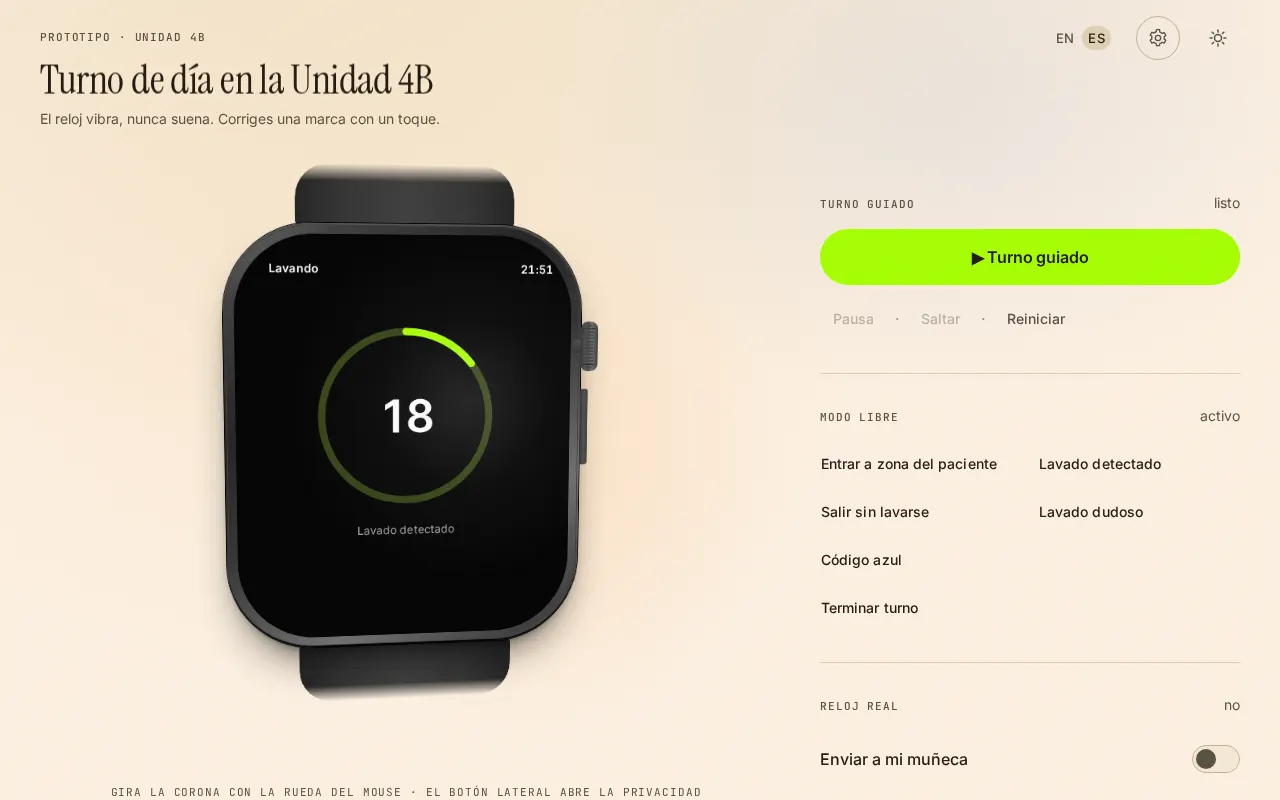 PROTOTIPO · UNIDAD 4B
EN ES
Turno de día en la Unidad 4B
El reloj vibra, nunca suena. Corriges una marca con un toque.
Lavando 21:51
18
Lavado detectado
TURNO GUIADO listo
▶ Turno guiado
Pausa · Saltar · Reiniciar
MODO LIBRE activo
Entrar a zona del paciente Lavado detectado
Salir sin lavarse Lavado dudoso
Código azul
Terminar turno
RELOJ REAL no
Enviar a mi muñeca
GIRA LA CORONA CON LA RUEDA DEL MOUSE · EL BOTÓN LATERAL ABRE LA PRIVACIDAD